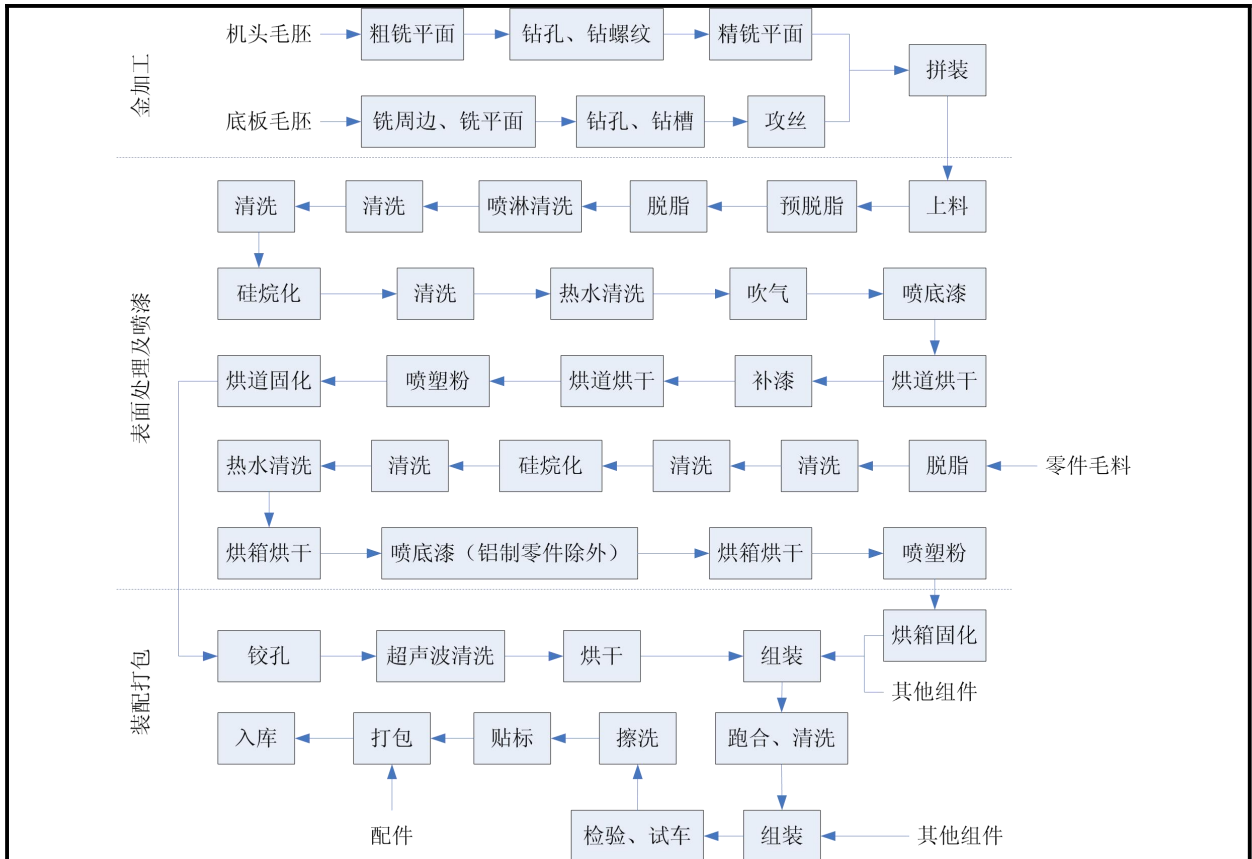 机头毛胚 粗铣平面 钻孔、钻螺纹 精铣平面
拼装
金加工
底板毛胚 铣周边、铣平面 钻孔、钻槽 攻丝
清洗 清洗 喷淋清洗 脱脂 预脱脂 上料
硅烷化 清洗 热水清洗 吹气 喷底漆
表面处理及喷漆
烘道固化 喷塑粉 烘道烘干 补漆 烘道烘干
热水清洗 清洗 硅烷化 清洗 清洗 脱脂 零件毛料
烘箱烘干 喷底漆（铝制零件除外） 烘箱烘干 喷塑粉
烘箱固化
铰孔 超声波清洗 烘干 组装
其他组件
装配打包
入库 打包 贴标 擦洗 跑合、清洗
配件 检验、试车 组装 其他组件